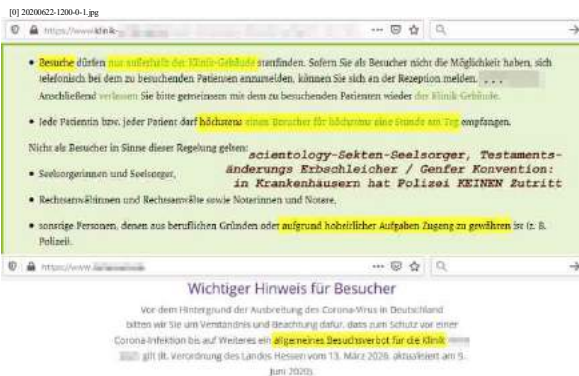 [0] 20200622-1200-0-1.jpg
https://www.klinik-
Besuche dürfen nur außerhalb der Klinik-Gebäude stattfinden. Sofern Sie als Besucher nicht die Möglichkeit haben, sich
telefonisch bei dem zu besuchenden Patienten anzumelden, können Sie sich an der Rezeption melden. . . .
Anschließend verlassen Sie bitte gemeinsam mit dem zu besuchenden Patienten wieder die Klinik-Gebäude.
Jede Patientin bzw. jeder Patient darf höchstens einen Besucher für höchstens eine Stunde am Tag empfangen.
Nicht als Besucher in Sinne dieser Regelung gelten:
scientology-Sekten-Seelsorger, Testaments-
änderungs Erbschleicher / Genfer Konvention:
in Krankenhäusern hat Polizei KEINEN Zutritt
Seelsorgerinnen und Seelsorger,
Rechtsanwältinnen und Rechtsanwälte sowie Notarinnen und Notare,
sonstige Personen, denen aus beruflichen Gründen oder aufgrund hoheitlicher Aufgaben Zugang zu gewähren ist (z. B.
Polizei).
https://www.
Wichtiger Hinweis für Besucher
Vor dem Hintergrund der Ausbreitung des Corona-Virus in Deutschland
bitten wir Sie um Verständnis und Beachtung dafür, dass zum Schutz vor einer
Corona-Infektion bis auf Weiteres ein allgemeines Besuchsverbot für die Klinik
gilt (lt. Verordnung des Landes Hessen vom 13. März 2020, aktualisiert am 5.
Juni 2020).